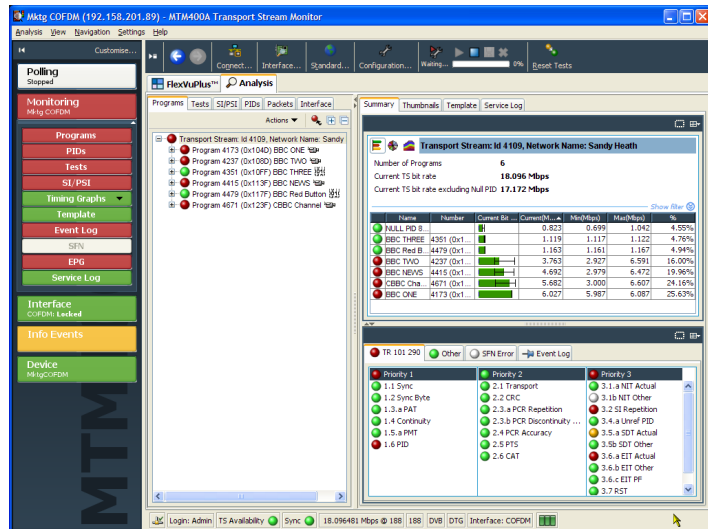 Mktg COFDM (192.158.201.89) - MTM400A Transport Stream Monitor
Analysis View Navigation Settings Help
Customise...
Connect... Interface... Standard... Configuration... Waiting... 0% Reset Tests
Polling
Stopped
Monitoring
Mktg COFDM
Programs
PIDs
Tests
SI/PSI
Timing Graphs
Template
Event Log
SFN
EPG
Service Log
Interface
COFDM: Locked
Info Events
Device
MktgCOFDM
MTM
FlexVuPlus™ Analysis
Programs Tests SI/PSI PIDs Packets Interface
Actions
Transport Stream: Id 4109, Network Name: Sandy
Program 4173 (0x104D) BBC ONE
Program 4237 (0x108D) BBC TWO
Program 4351 (0x10FF) BBC THREE
Program 4415 (0x113F) BBC NEWS
Program 4479 (0x117F) BBC Red Button
Program 4671 (0x123F) CBBC Channel
Summary Thumbnails Template Service Log
Transport Stream: Id 4109, Network Name: Sandy Heath
Number of Programs 6
Current TS bit rate 18.096 Mbps
Current TS bit rate excluding Null PID 17.172 Mbps
Show filter
Name Number Current Bit ... Current(M... Min(Mbps) Max(Mbps) %
NULL PID 8... 0.823 0.699 1.042 4.55%
BBC THREE 4351 (0x1... 1.119 1.117 1.122 4.76%
BBC Red B... 4479 (0x1... 1.163 1.161 1.167 4.94%
BBC TWO 4237 (0x1... 3.763 2.927 6.591 16.00%
BBC NEWS 4415 (0x1... 4.692 2.979 6.472 19.96%
CBBC Cha... 4671 (0x1... 5.682 3.000 6.607 24.16%
BBC ONE 4173 (0x1... 6.027 5.987 6.087 25.63%
TR 101 290 Other SFN Error Event Log
Priority 1 Priority 2 Priority 3
1.1 Sync 2.1 Transport 3.1.a NIT Actual
1.2 Sync Byte 2.2 CRC 3.1b NIT Other
1.3.a PAT 2.3.a PCR Repetition 3.2 SI Repetition
1.4 Continuity 2.3.b PCR Discontinuity ... 3.4.a Unref PID
1.5.a PMT 2.4 PCR Accuracy 3.5.a SDT Actual
1.6 PID 2.5 PTS 3.5b SDT Other
2.6 CAT 3.6.a EIT Actual
3.6.b EIT Other
3.6.c EIT PF
3.7 RST
Login: Admin TS Availability Sync 18.096481 Mbps @ 188 188 DVB DTG Interface: COFDM